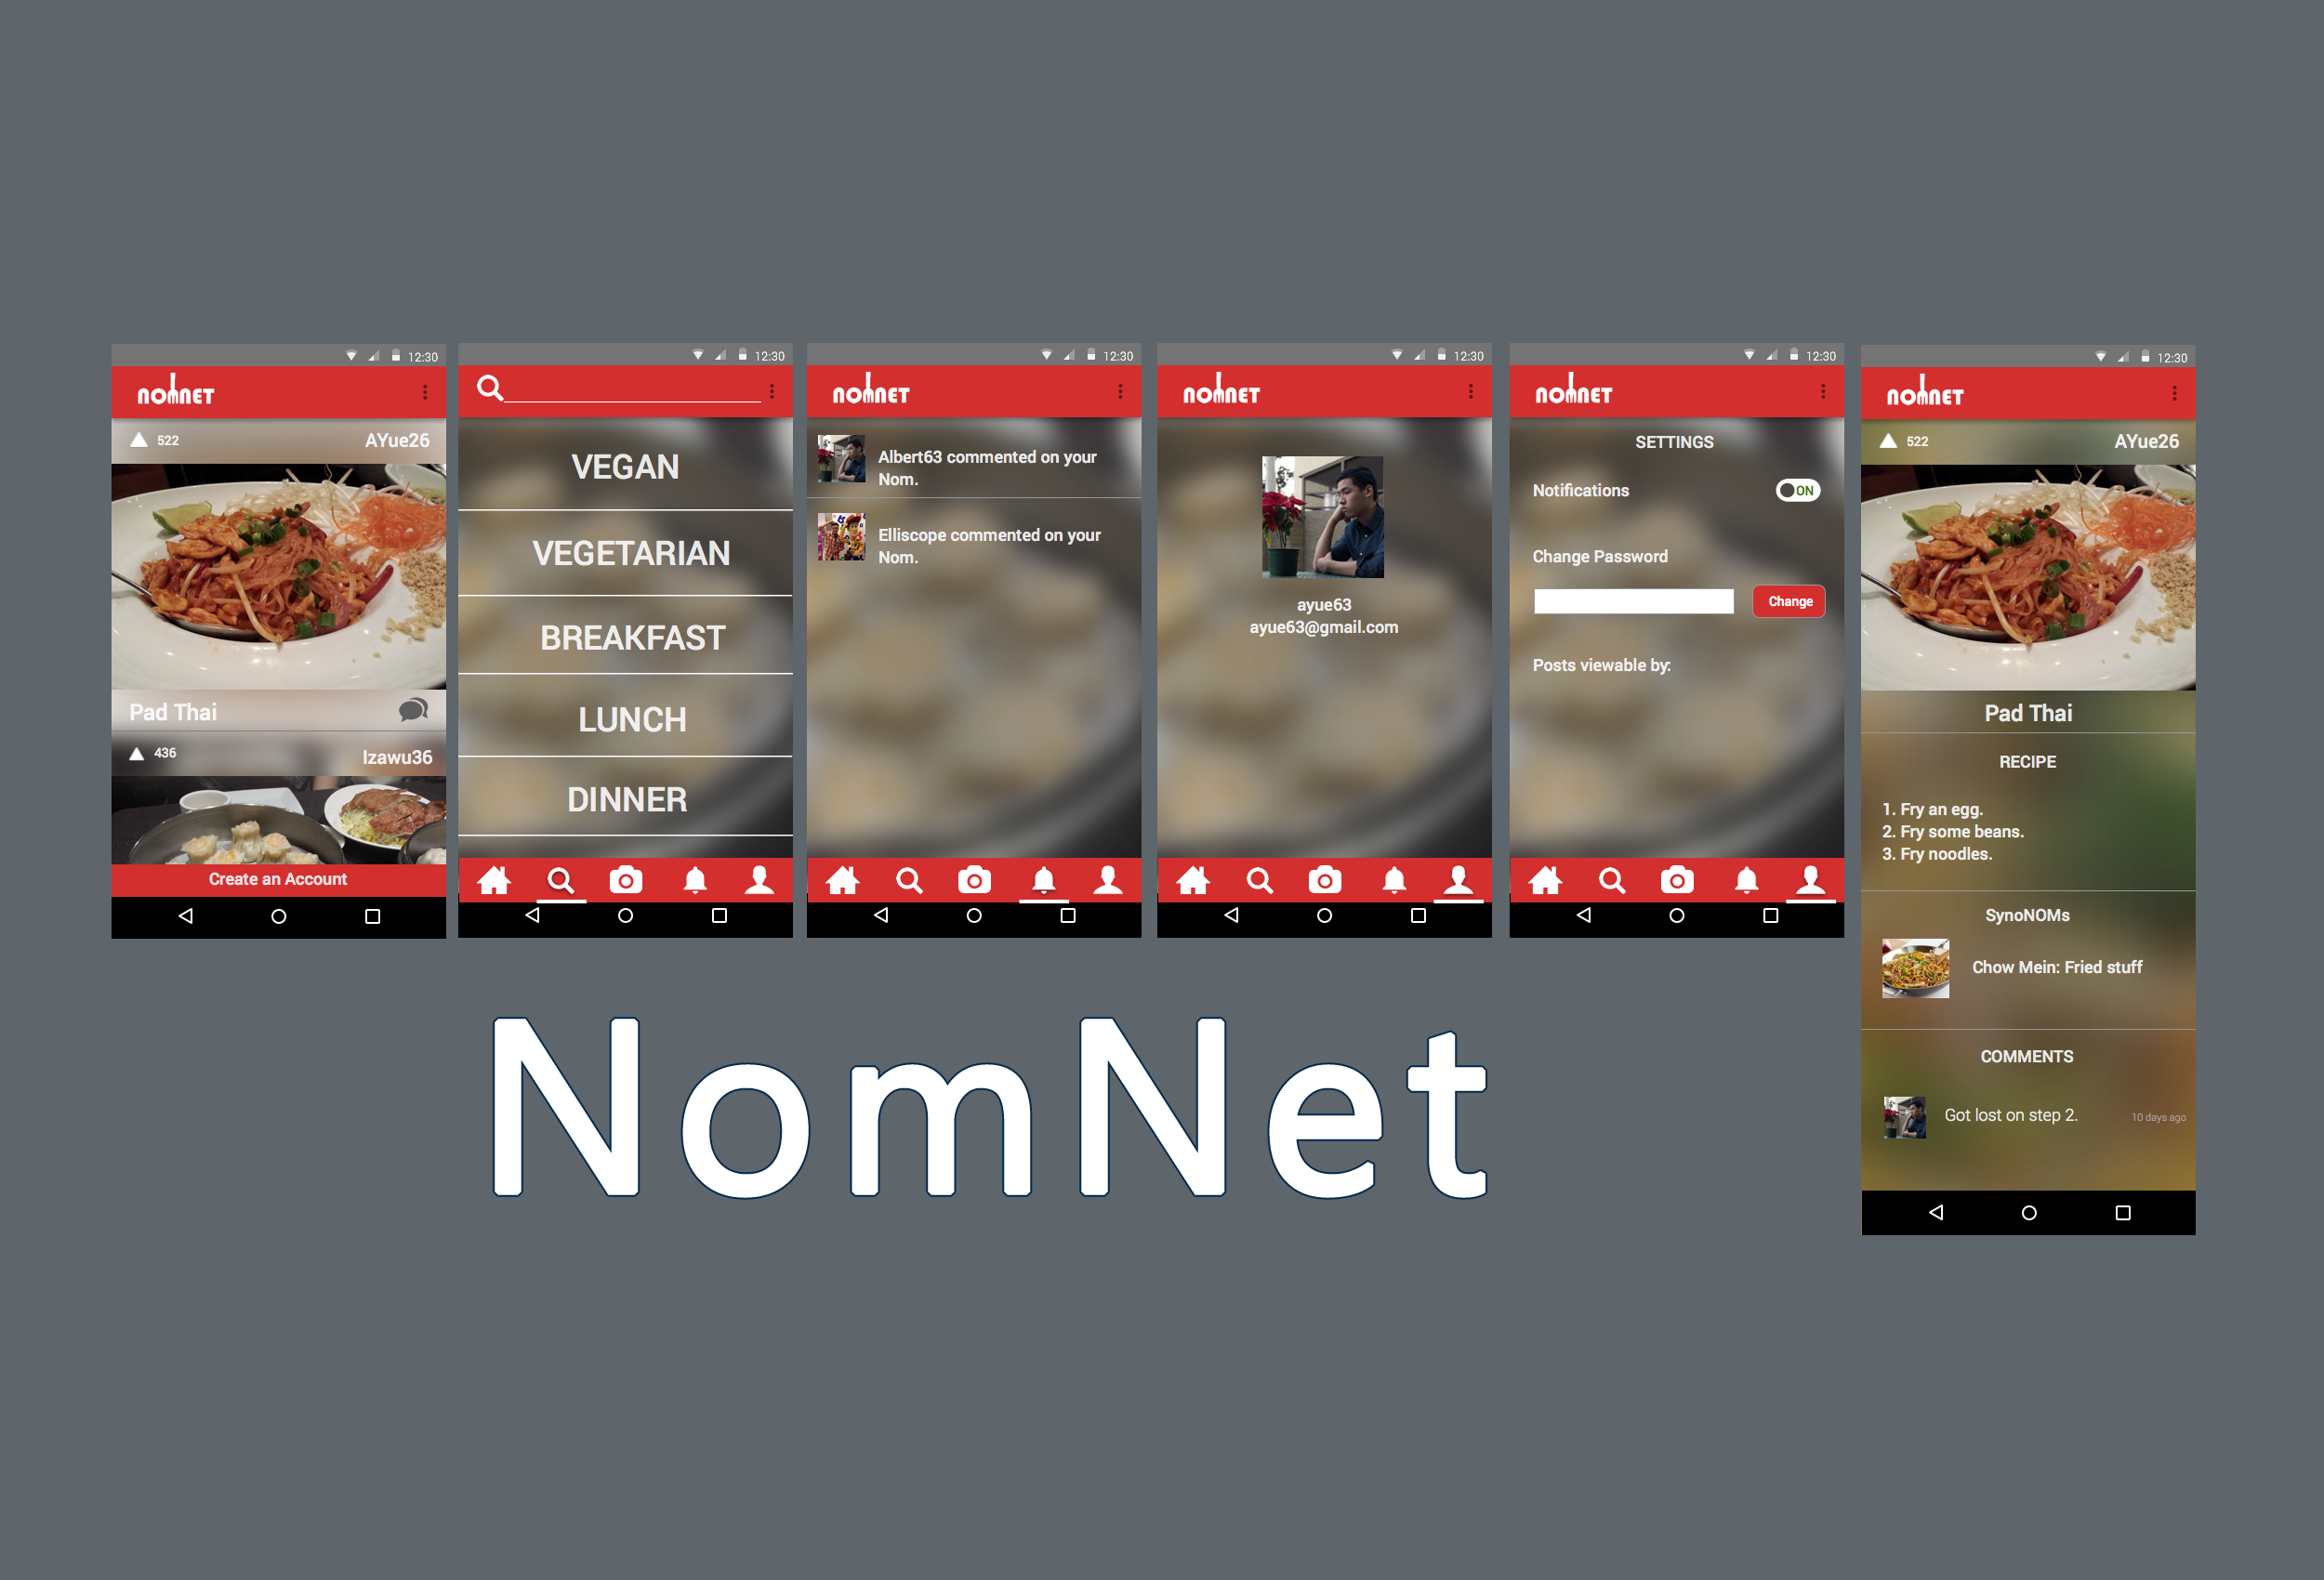 12:30
NOMNET
522
AYue26
Pad Thai
436
Izawu36
Create an Account
12:30
VEGAN
VEGETARIAN
BREAKFAST
LUNCH
DINNER
12:30
NOMNET
Albert63 commented on your
Nom.
Elliscope commented on your
Nom.
12:30
NOMNET
ayue63
ayue63@gmail.com
12:30
NOMNET
SETTINGS
Notifications
ON
Change Password
Change
Posts viewable by:
12:30
NOMNET
522
AYue26
Pad Thai
RECIPE
1. Fry an egg.
2. Fry some beans.
3. Fry noodles.
SynoNOMs
Chow Mein: Fried stuff
COMMENTS
Got lost on step 2.
10 days ago
NomNet